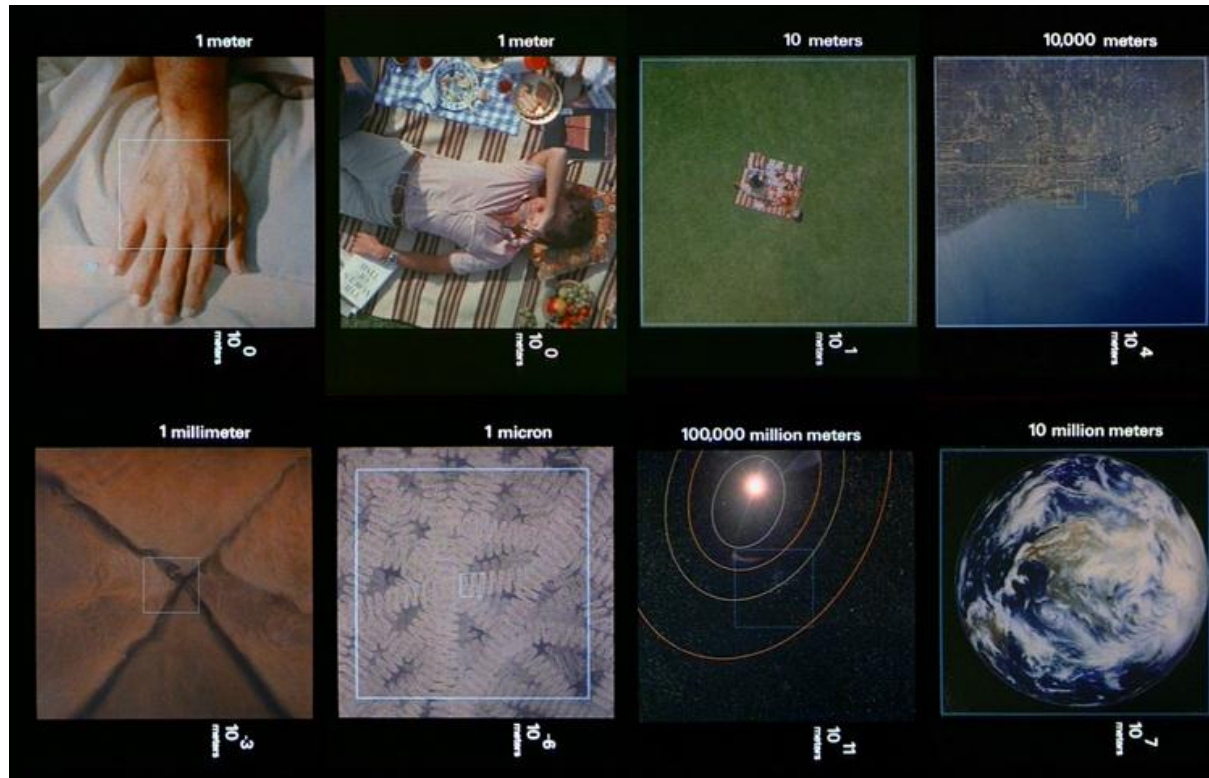 1 meter
10⁰
meters
1 meter
10⁰
meters
10 meters
10¹
meters
10,000 meters
10⁴
meters
1 millimeter
10⁻³
meters
1 micron
10⁻⁶
meters
100,000 million meters
10¹¹
meters
10 million meters
10⁷
meters